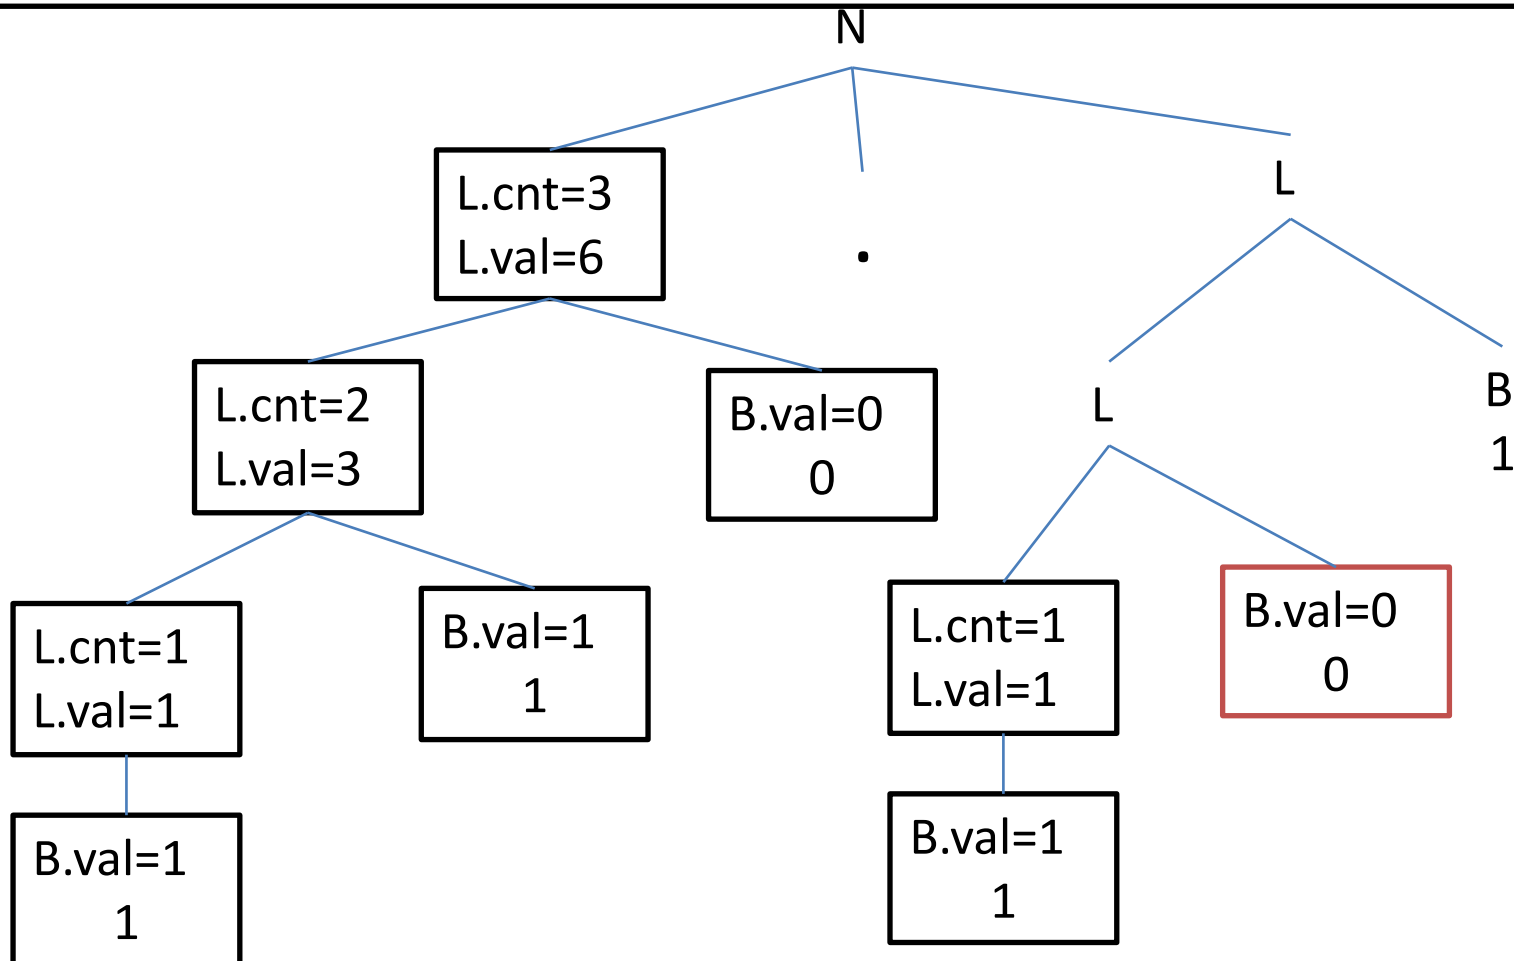 N
L.cnt=3
L.val=6
.
L
L.cnt=2
L.val=3
B.val=0
0
L
B
1
L.cnt=1
L.val=1
B.val=1
1
L.cnt=1
L.val=1
B.val=0
0
B.val=1
1
B.val=1
1